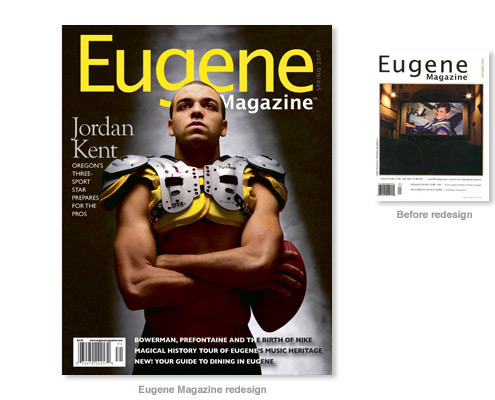 Eugene
Magazine
SPRING 2007
Jordan
Kent
OREGON'S
THREE-
SPORT
STAR
PREPARES
FOR THE
PROS
BOWERMAN, PREFONTAINE AND THE BIRTH OF NIKE
MAGICAL HISTORY TOUR OF EUGENE'S MUSIC HERITAGE
NEW! YOUR GUIDE TO DINING IN EUGENE
Eugene Magazine redesign
Eugene
Magazine
Before redesign